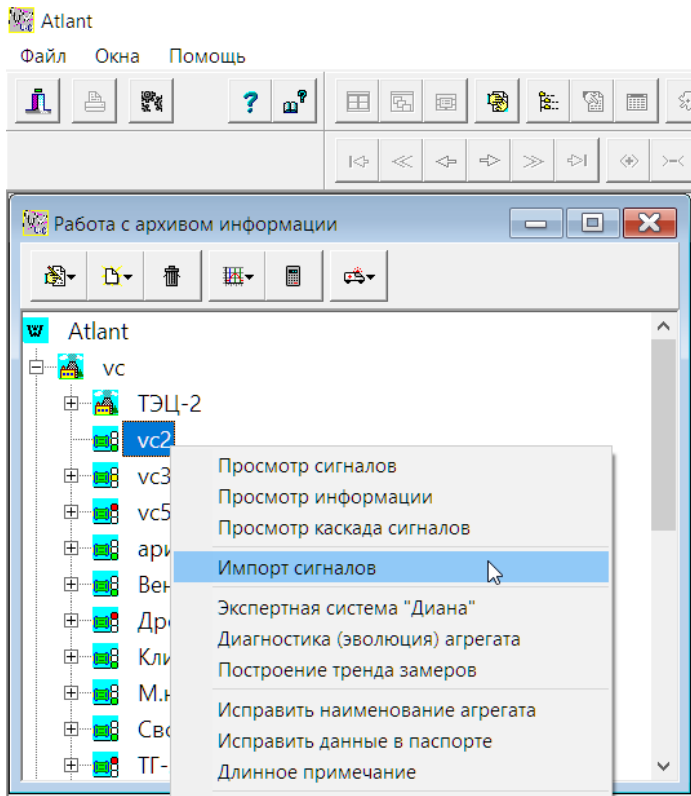 Atlant
Файл Окна Помощь
Работа с архивом информации
Atlant
vc
ТЭЦ-2
vc2
Просмотр сигналов
vc3
Просмотр информации
vc5
Просмотр каскада сигналов
Импорт сигналов
Экспертная система "Диана"
Диагностика (эволюция) агрегата
Построение тренда замеров
Исправить наименование агрегата
Исправить данные в паспорте
ТГ-
Длинное примечание